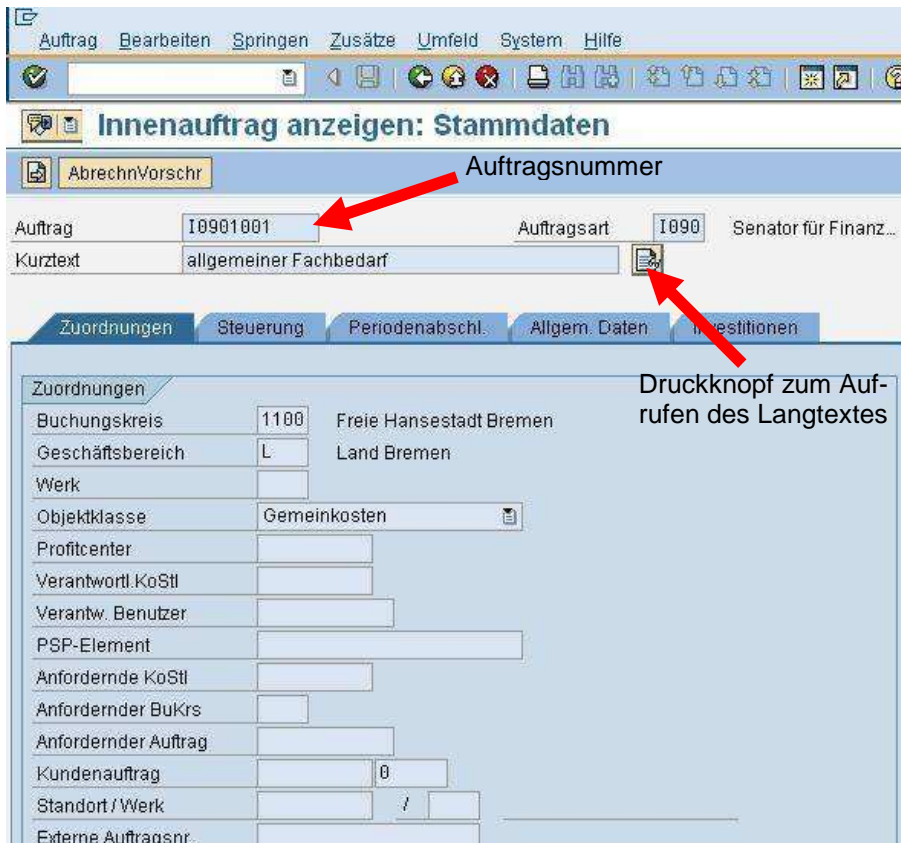 Auftrag Bearbeiten Springen Zusätze Umfeld System Hilfe
Innenauftrag anzeigen: Stammdaten
AbrechnVorschr
Auftragsnummer
Auftrag I0901001 Auftragsart I090 Senator für Finanz...
Kurztext allgemeiner Fachbedarf
Zuordnungen Steuerung Periodenabschl. Allgem. Daten Investitionen
Druckknopf zum Auf-
rufen des Langtextes
Zuordnungen
Buchungskreis 1100 Freie Hansestadt Bremen
Geschäftsbereich L Land Bremen
Werk
Objektklasse Gemeinkosten
Profitcenter
Verantwortl.KoStl
Verantw. Benutzer
PSP-Element
Anfordernde KoStl
Anfordernder BuKrs
Anfordernder Auftrag
Kundenauftrag 0
Standort / Werk /
Externe Auftragsnr.